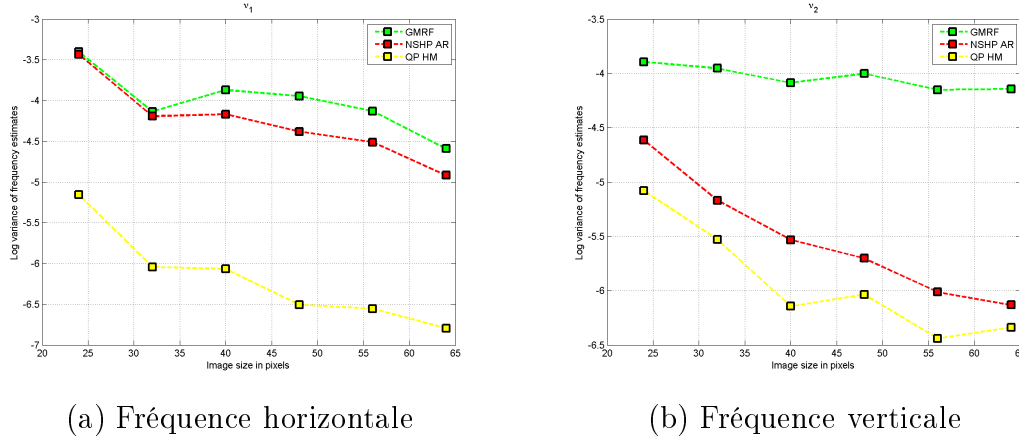 ν1
-3
-3.5
-4
-4.5
-5
-5.5
-6
-6.5
-7
Log variance of frequency estimates
20 25 30 35 40 45 50 55 60 65
Image size in pixels
GMRF
NSHP AR
QP HM
(a) Fréquence horizontale
ν2
-3.5
-4
-4.5
-5
-5.5
-6
-6.5
Log variance of frequency estimates
20 25 30 35 40 45 50 55 60 65
Image size in pixels
GMRF
NSHP AR
QP HM
(b) Fréquence verticale